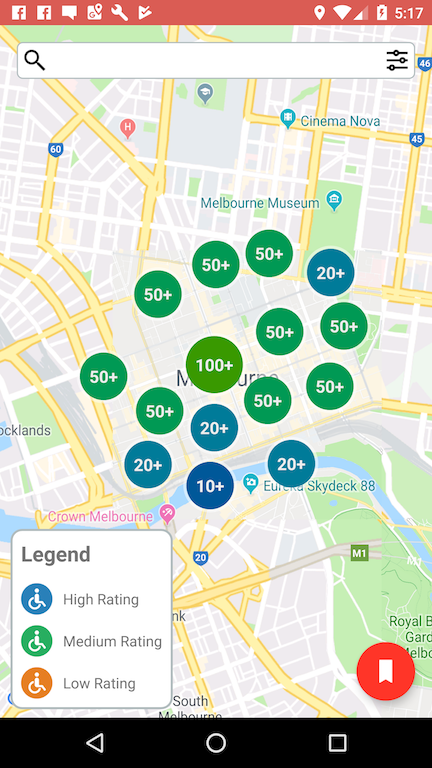 5:17
46
Cinema Nova
H
45
60
Melbourne Museum
50+
50+
20+
50+
50+
50+
100+
50+
50+
50+
50+
20+
ocklands
20+
20+
10+
Eureka Skydeck 88
Crown Melbourne
M1
M1
20
Legend
High Rating
Medium Rating
Low Rating
nk
Royal B
Gard
Melbo
South
Melbourne